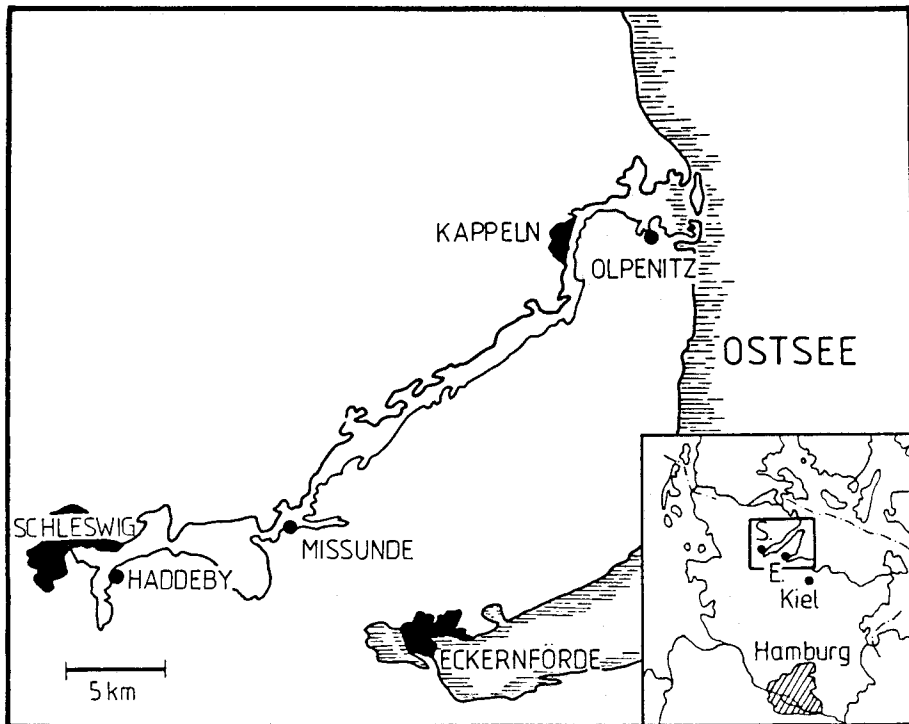 KAPPELN
OLPENITZ
OSTSEE
SCHLESWIG
MISSUNDE
HADDEBY
ECKERNFÖRDE
5 km
S.
E.
Kiel
Hamburg